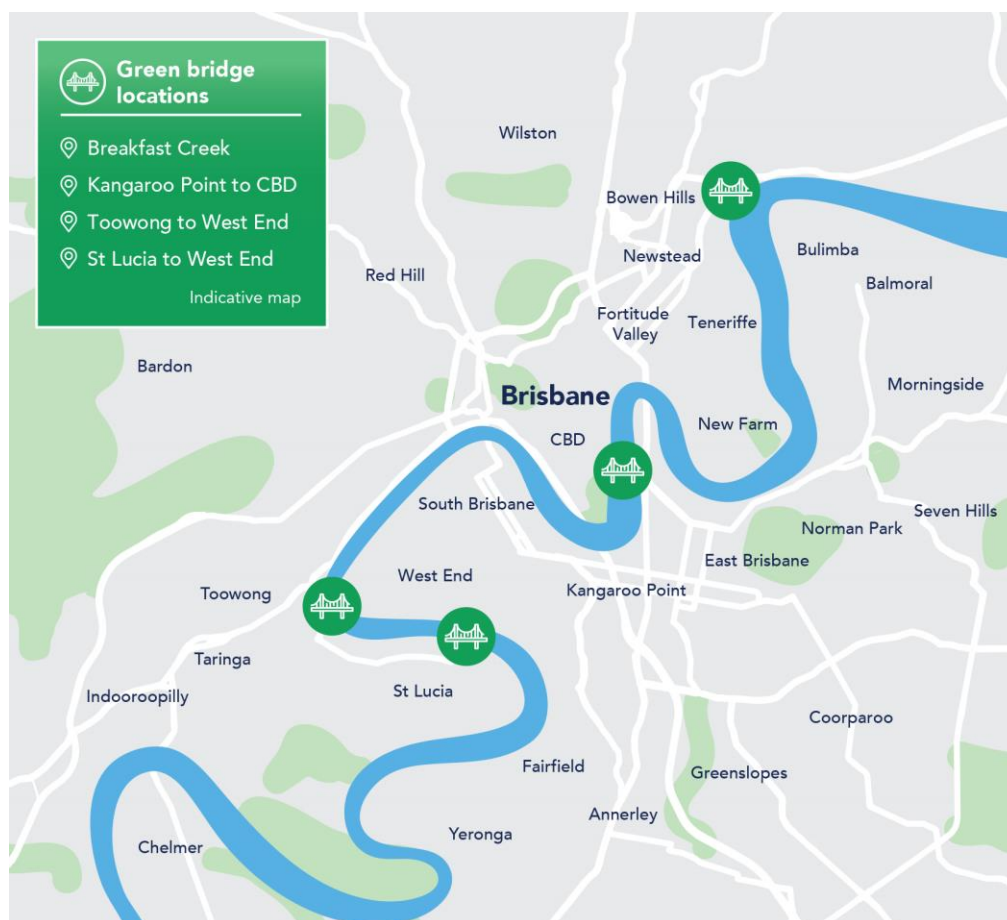 Green bridge
locations
Breakfast Creek
Kangaroo Point to CBD
Toowong to West End
St Lucia to West End
Indicative map
Wilston
Bowen Hills
Newstead
Bulimba
Red Hill
Balmoral
Fortitude
Valley
Teneriffe
Bardon
Morningside
Brisbane
New Farm
CBD
South Brisbane
Seven Hills
Norman Park
East Brisbane
West End
Kangaroo Point
Toowong
Taringa
St Lucia
Indooroopilly
Coorparoo
Fairfield
Greenslopes
Annerley
Yeronga
Chelmer